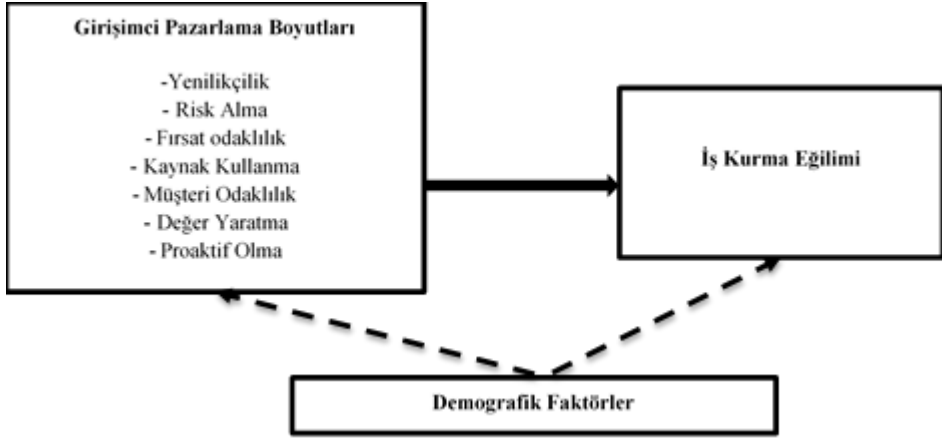 Girişimci Pazarlama Boyutları
-Yenilikçilik
- Risk Alma
- Fırsat odaklılık
- Kaynak Kullanma
- Müşteri Odaklılık
- Değer Yaratma
- Proaktif Olma
İş Kurma Eğilimi
Demografik Faktörler